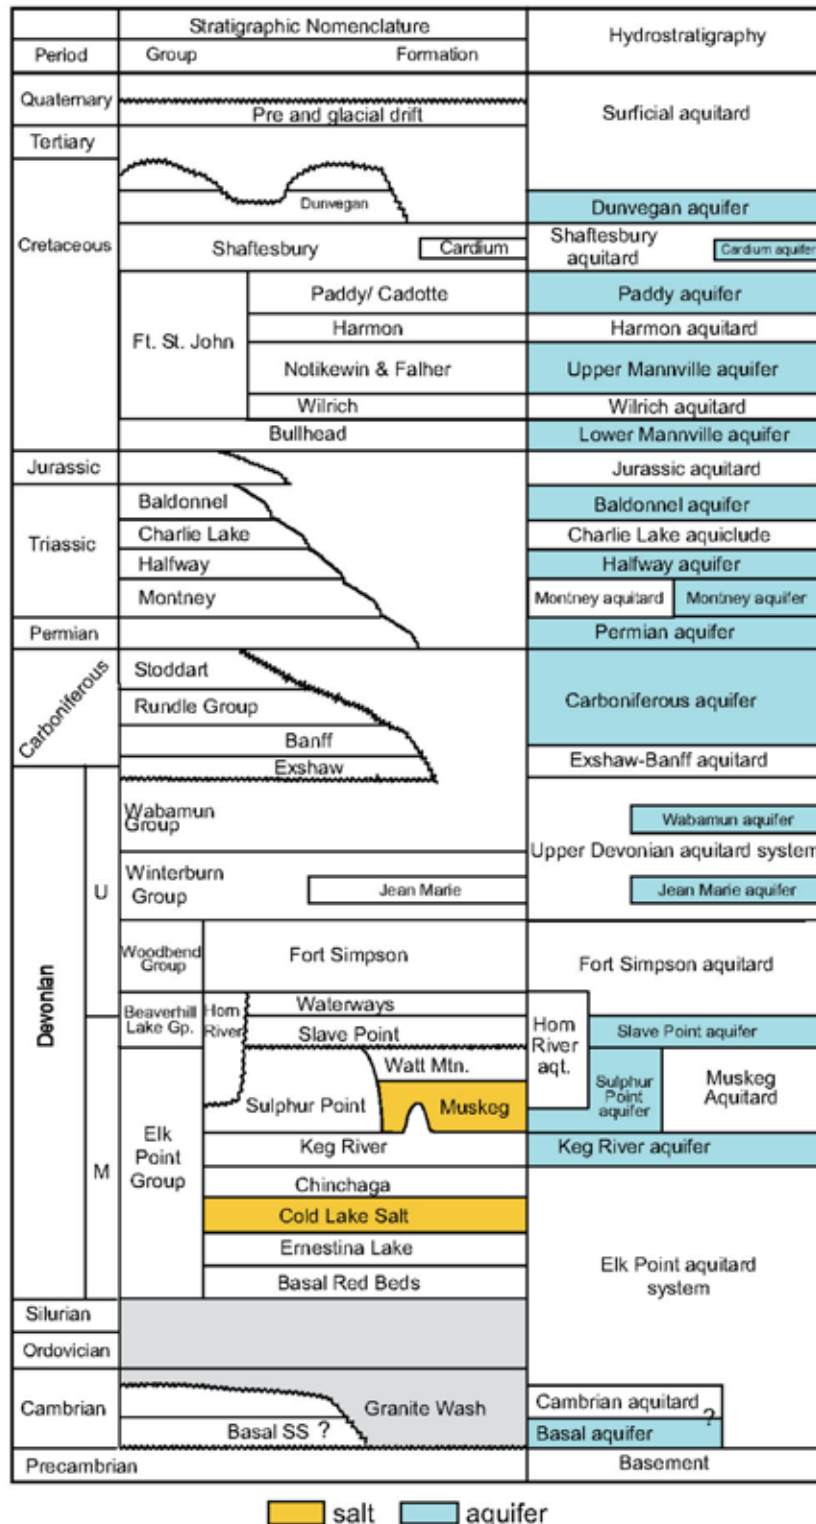 Stratigraphic Nomenclature
Hydrostratigraphy
Period
Group
Formation
Quaternary
Pre and glacial drift
Surficial aquitard
Tertiary
Cretaceous
Dunvegan
Dunvegan aquifer
Shaftesbury
Cardium
Shaftesbury
aquitard
Cardium aquifer
Ft. St. John
Paddy/ Cadotte
Paddy aquifer
Harmon
Harmon aquitard
Notikewin & Falher
Upper Mannville aquifer
Wilrich
Wilrich aquitard
Bullhead
Lower Mannville aquifer
Jurassic
Jurassic aquitard
Triassic
Baldonnel
Baldonnel aquifer
Charlie Lake
Charlie Lake aquiclude
Halfway
Halfway aquifer
Montney
Montney aquitard
Montney aquifer
Permian
Permian aquifer
Carboniferous
Stoddart
Rundle Group
Carboniferous aquifer
Banff
Exshaw
Exshaw-Banff aquitard
Devonian
U
Wabamun
Group
Wabamun aquifer
Upper Devonian aquitard system
Winterburn
Group
Jean Marie
Jean Marie aquifer
Woodbend
Group
Fort Simpson
Fort Simpson aquitard
Beaverhill
Lake Gp.
Horn
River
Waterways
Slave Point
Horn
River
aqt.
Slave Point aquifer
M
Elk
Point
Group
Watt Mtn.
Sulphur Point
Muskeg
Sulphur
Point
aquifer
Muskeg
Aquitard
Keg River
Keg River aquifer
Chinchaga
Cold Lake Salt
Ernestina Lake
Basal Red Beds
Elk Point aquitard
system
Silurian
Ordovician
Cambrian
Granite Wash
Basal SS ?
Cambrian aquitard
?
Basal aquifer
Precambrian
Basement
salt
aquifer